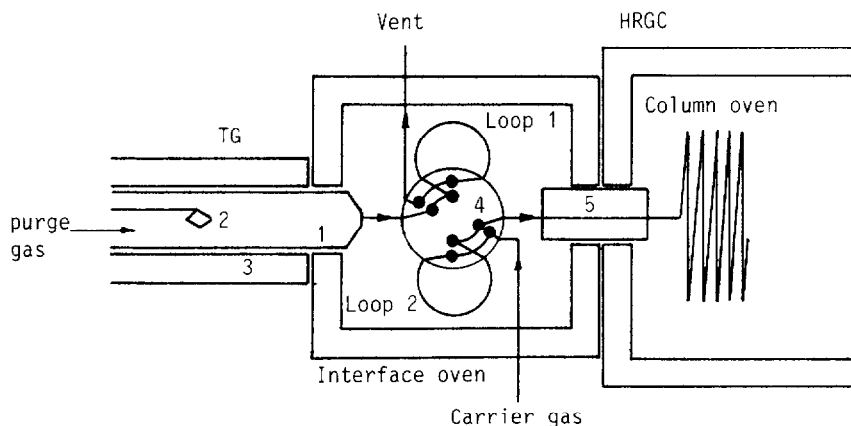 Vent
HRGC
Column oven
TG
Loop 1
2
4
5
purge
gas
1
3
Loop 2
Interface oven
Carrier gas